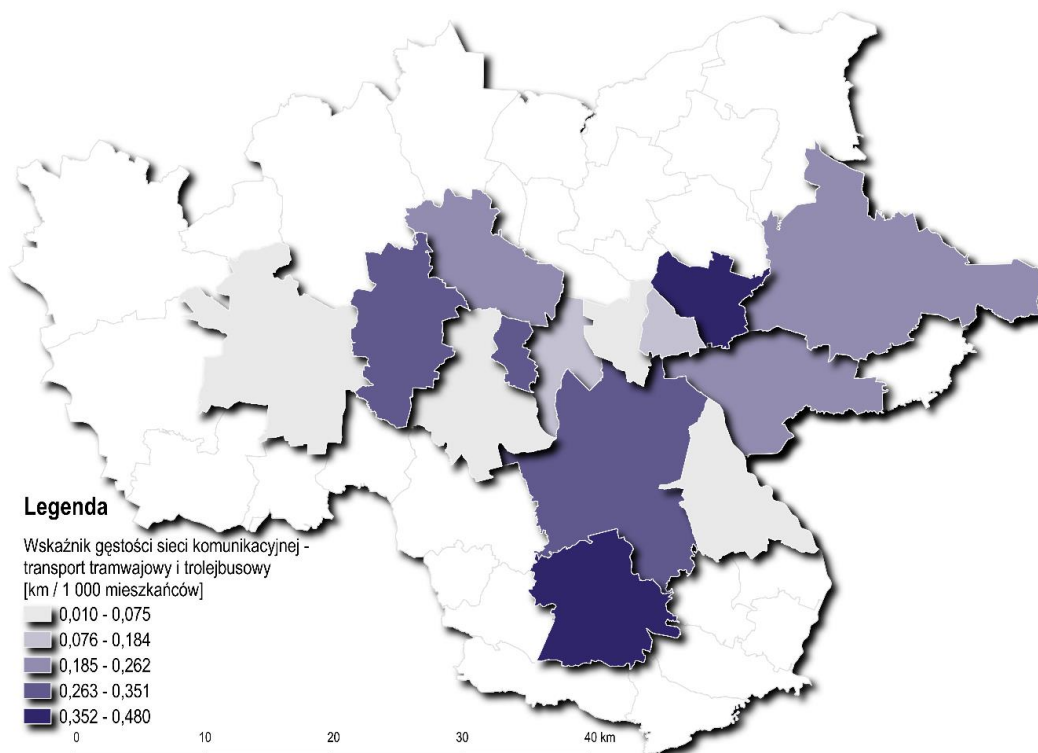 Legenda
Wskaźnik gęstości sieci komunikacyjnej -
transport tramwajowy i trolejbusowy
[km / 1 000 mieszkańców]
0,010 - 0,075
0,076 - 0,184
0,185 - 0,262
0,263 - 0,351
0,352 - 0,480
0 10 20 30 40 km